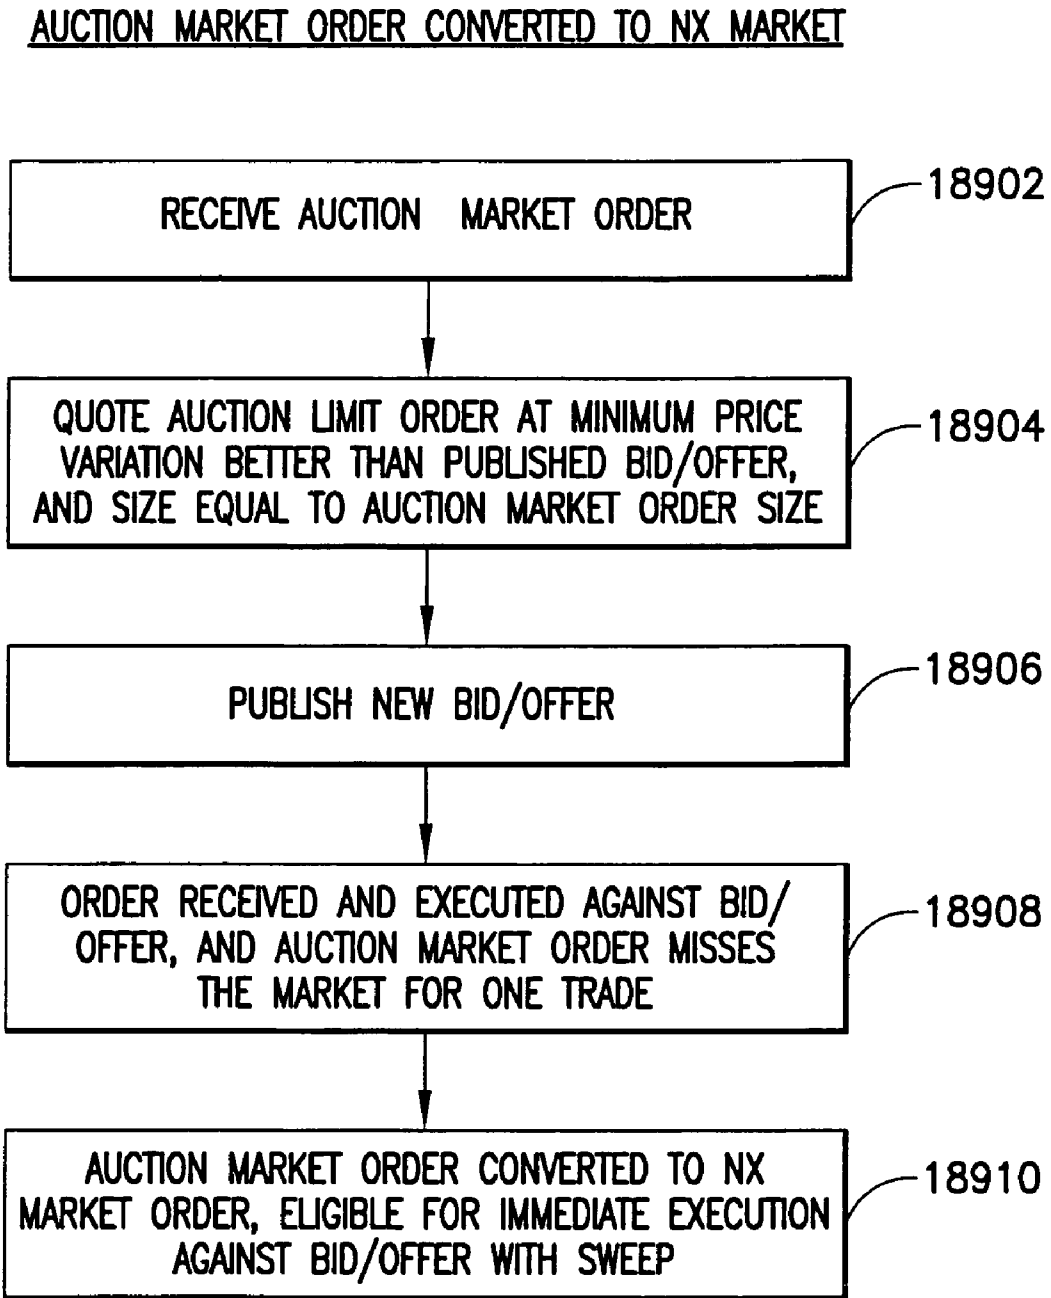 AUCTION MARKET ORDER CONVERTED TO NX MARKET
RECEIVE AUCTION MARKET ORDER
18902
QUOTE AUCTION LIMIT ORDER AT MINIMUM PRICE
VARIATION BETTER THAN PUBLISHED BID/OFFER,
AND SIZE EQUAL TO AUCTION MARKET ORDER SIZE
18904
PUBLISH NEW BID/OFFER
18906
ORDER RECEIVED AND EXECUTED AGAINST BID/
OFFER, AND AUCTION MARKET ORDER MISSES
THE MARKET FOR ONE TRADE
18908
AUCTION MARKET ORDER CONVERTED TO NX
MARKET ORDER, ELIGIBLE FOR IMMEDIATE EXECUTION
AGAINST BID/OFFER WITH SWEEP
18910